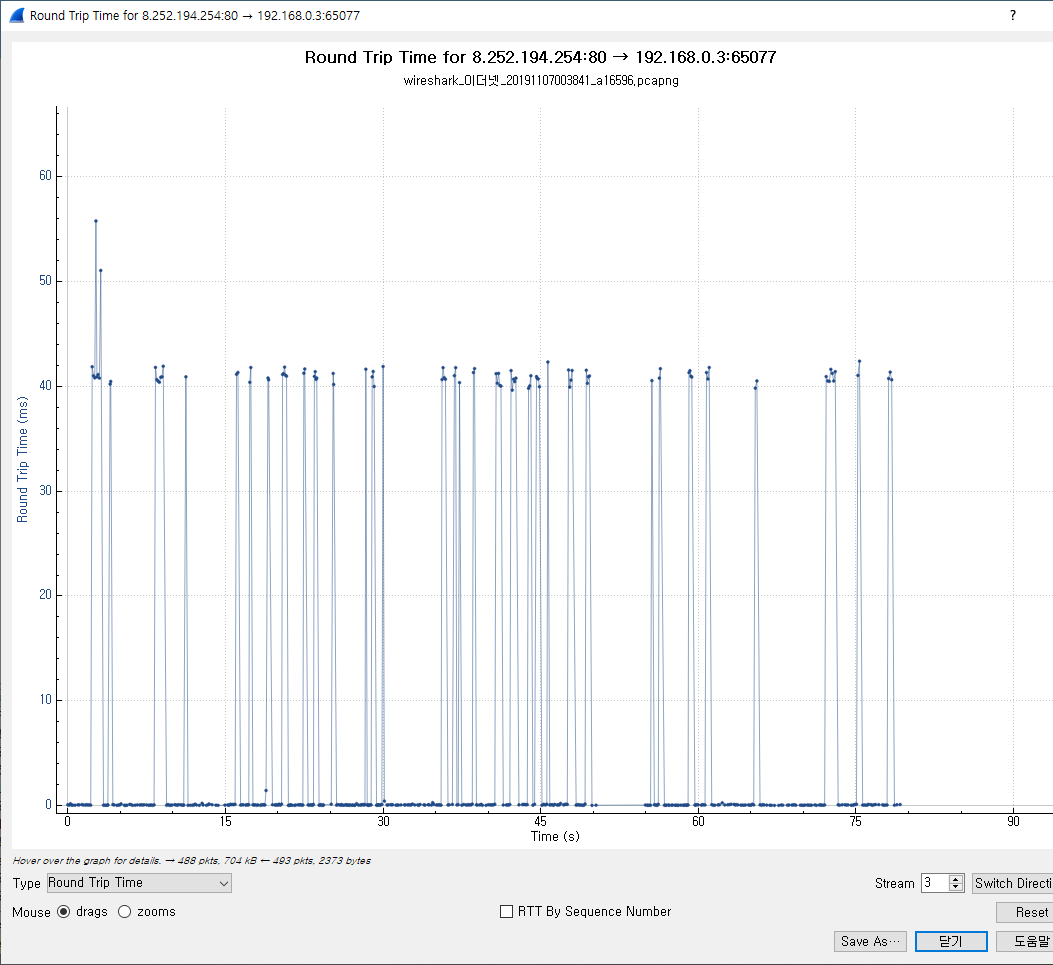 Round Trip Time for 8.252.194.254:80 → 192.168.0.3:65077
?
Round Trip Time for 8.252.194.254:80 → 192.168.0.3:65077
wireshark_이더넷_20191107003841_a16596.pcapng
60
50
40
30
20
10
0
Round Trip Time (ms)
0 15 30 45 60 75 90
Time (s)
Hover over the graph for details. → 488 pkts, 704 kB ← 493 pkts, 2373 bytes
Type Round Trip Time
Stream 3 Switch Directi
Mouse drags zooms
RTT By Sequence Number
Reset
Save As… 닫기 도움말